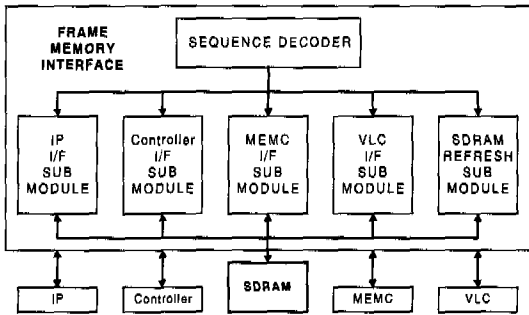 FRAME
MEMORY
INTERFACE
SEQUENCE DECODER
IP
I/F
SUB
MODULE
Controller
I/F
SUB
MODULE
MEMC
I/F
SUB
MODULE
VLC
I/F
SUB
MODULE
SDRAM
REFRESH
SUB
MODULE
IP
Controller
SDRAM
MEMC
VLC